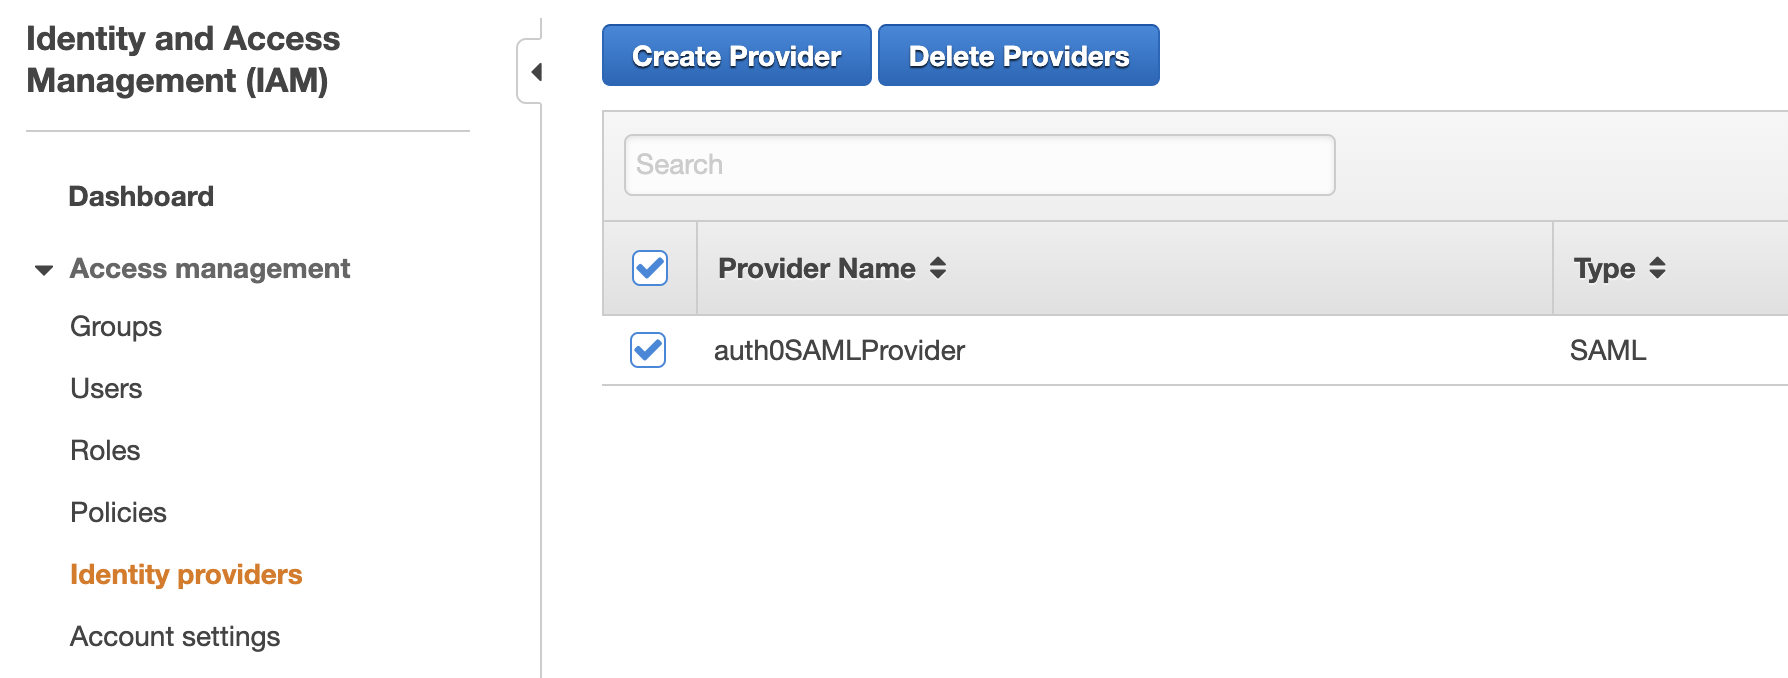 Identity and Access
Management (IAM)
Dashboard
Access management
Groups
Users
Roles
Policies
Identity providers
Account settings
Create Provider
Delete Providers
Search
Provider Name
Type
auth0SAMLProvider
SAML